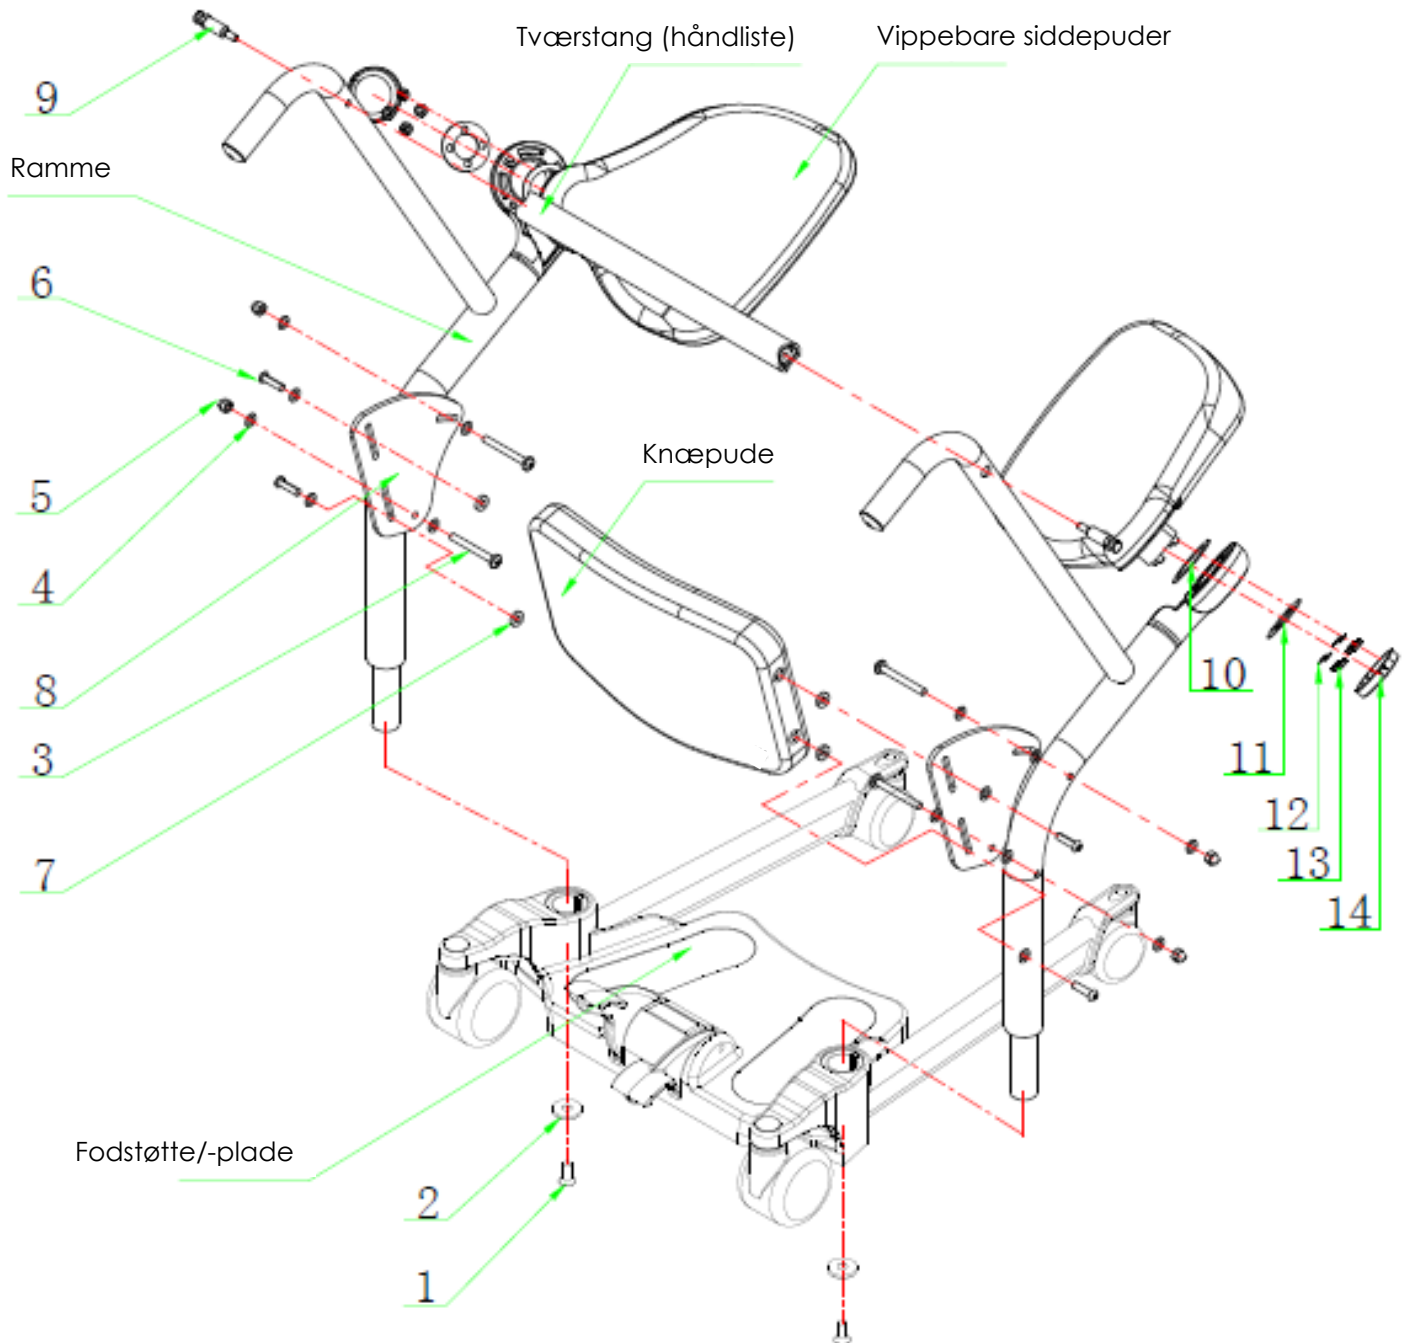 Tværstang (håndliste)
Vippebare siddepuder
9
Ramme
6
Knæpude
5
4
8
10
3
11
12
7
13
14
Fodstøtte/-plade
2
1